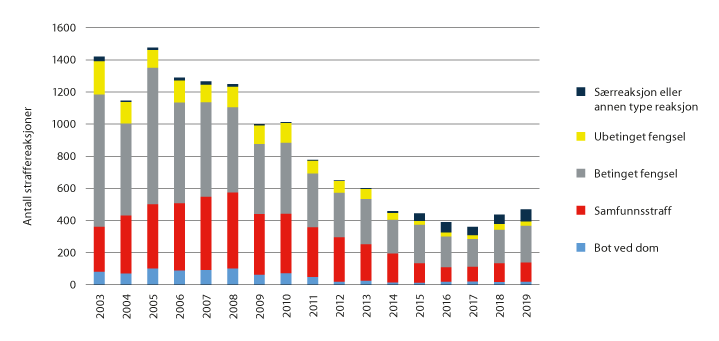 Antall straffereaksjoner
1600
1400
1200
1000
800
600
400
200
0
2003 2004 2005 2006 2007 2008 2009 2010 2011 2012 2013 2014 2015 2016 2017 2018 2019
Særreaksjon eller
annen type reaksjon
Ubetinget fengsel
Betinget fengsel
Samfunnsstraff
Bot ved dom